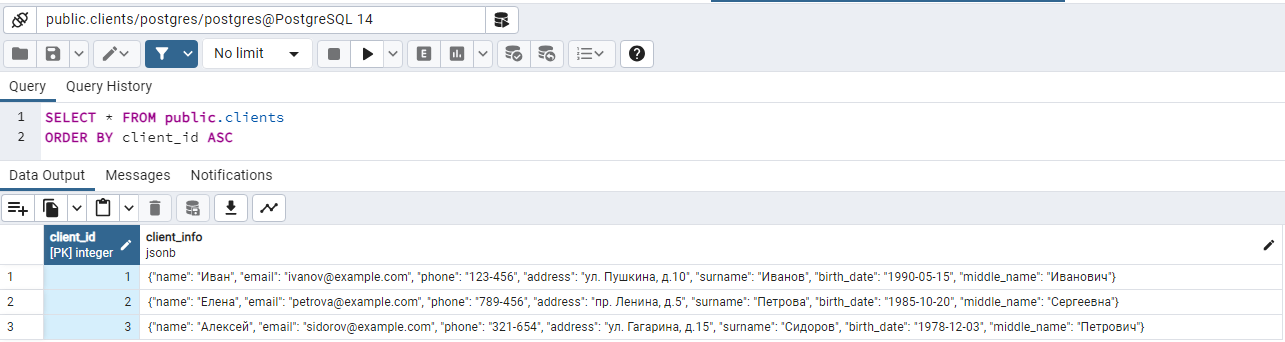 public.clients/postgres/postgres@PostgreSQL 14
No limit
E
Query Query History
1 SELECT * FROM public.clients
2 ORDER BY client_id ASC
Data Output Messages Notifications
client_id client_info
[PK] integer jsonb
1 1 {"name": "Иван", "email": "ivanov@example.com", "phone": "123-456", "address": "ул. Пушкина, д.10", "surname": "Иванов", "birth_date": "1990-05-15", "middle_name": "Иванович"}
2 2 {"name": "Елена", "email": "petrova@example.com", "phone": "789-456", "address": "пр. Ленина, д.5", "surname": "Петрова", "birth_date": "1985-10-20", "middle_name": "Сергеевна"}
3 3 {"name": "Алексей", "email": "sidorov@example.com", "phone": "321-654", "address": "ул. Гагарина, д.15", "surname": "Сидоров", "birth_date": "1978-12-03", "middle_name": "Петрович"}